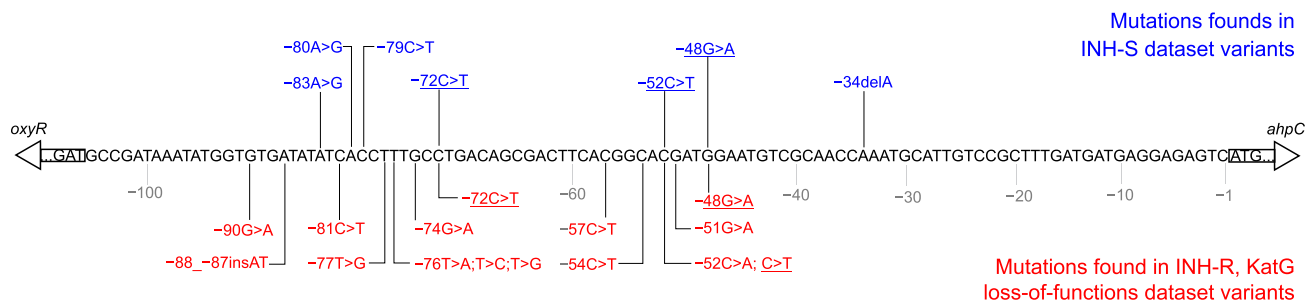 Mutations founds in
INH-S dataset variants
−80A>G
−79C>T
−48G>A
−83A>G
−72C>T
−52C>T
−34delA
oxyR
ahpC
...GATGCCGATAAATATGGTGTGATATATCACCTTTGCCTGACAGCGACTTCACGGCACGATGGAATGTCGCAACCAAATGCATTGTCCGCTTTGATGATGAGGAGAGTCATG...
−100
−60
−40
−30
−20
−10
−1
−72C>T
−48G>A
−90G>A
−81C>T
−74G>A
−57C>T
−51G>A
−88_−87insAT
−77T>G
−76T>A;T>C;T>G
−54C>T
−52C>A; C>T
Mutations found in INH-R, KatG
loss-of-functions dataset variants